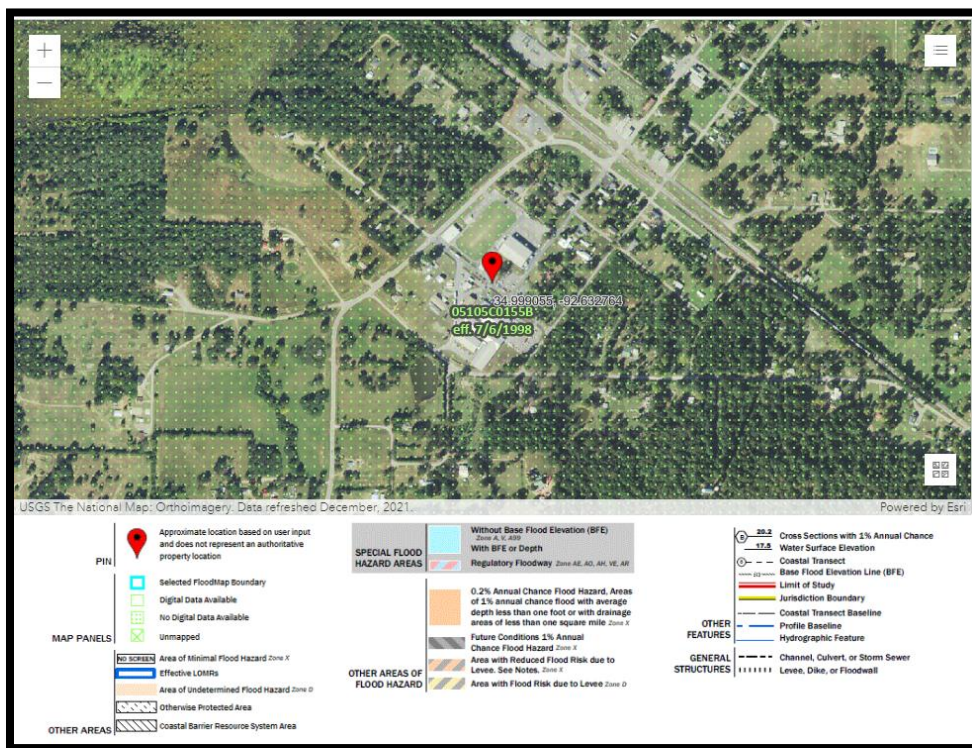 34.999055, -92.632764
05105C0155B
eff. 7/6/1998
USGS The National Map: Orthoimagery. Data refreshed December, 2021.
Powered by Esri
PIN
Approximate location based on user input
and does not represent an authoritative
property location
MAP PANELS
Selected FloodMap Boundary
Digital Data Available
No Digital Data Available
Unmapped
OTHER AREAS
NO SCREEN Area of Minimal Flood Hazard Zone X
Effective LOMRs
Area of Undetermined Flood Hazard Zone D
Otherwise Protected Area
Coastal Barrier Resource System Area
SPECIAL FLOOD
HAZARD AREAS
Without Base Flood Elevation (BFE)
Zone A, V, A99
With BFE or Depth
Regulatory Floodway Zone AE, AO, AH, VE, AR
OTHER AREAS OF
FLOOD HAZARD
0.2% Annual Chance Flood Hazard, Areas
of 1% annual chance flood with average
depth less than one foot or with drainage
areas of less than one square mile Zone X
Future Conditions 1% Annual
Chance Flood Hazard Zone X
Area with Reduced Flood Risk due to
Levee. See Notes. Zone X
Area with Flood Risk due to Levee Zone D
OTHER
FEATURES
B 20.2 Cross Sections with 1% Annual Chance
17.5 Water Surface Elevation
Coastal Transect
Base Flood Elevation Line (BFE)
Limit of Study
Jurisdiction Boundary
Coastal Transect Baseline
Profile Baseline
Hydrographic Feature
GENERAL
STRUCTURES
Channel, Culvert, or Storm Sewer
Levee, Dike, or Floodwall